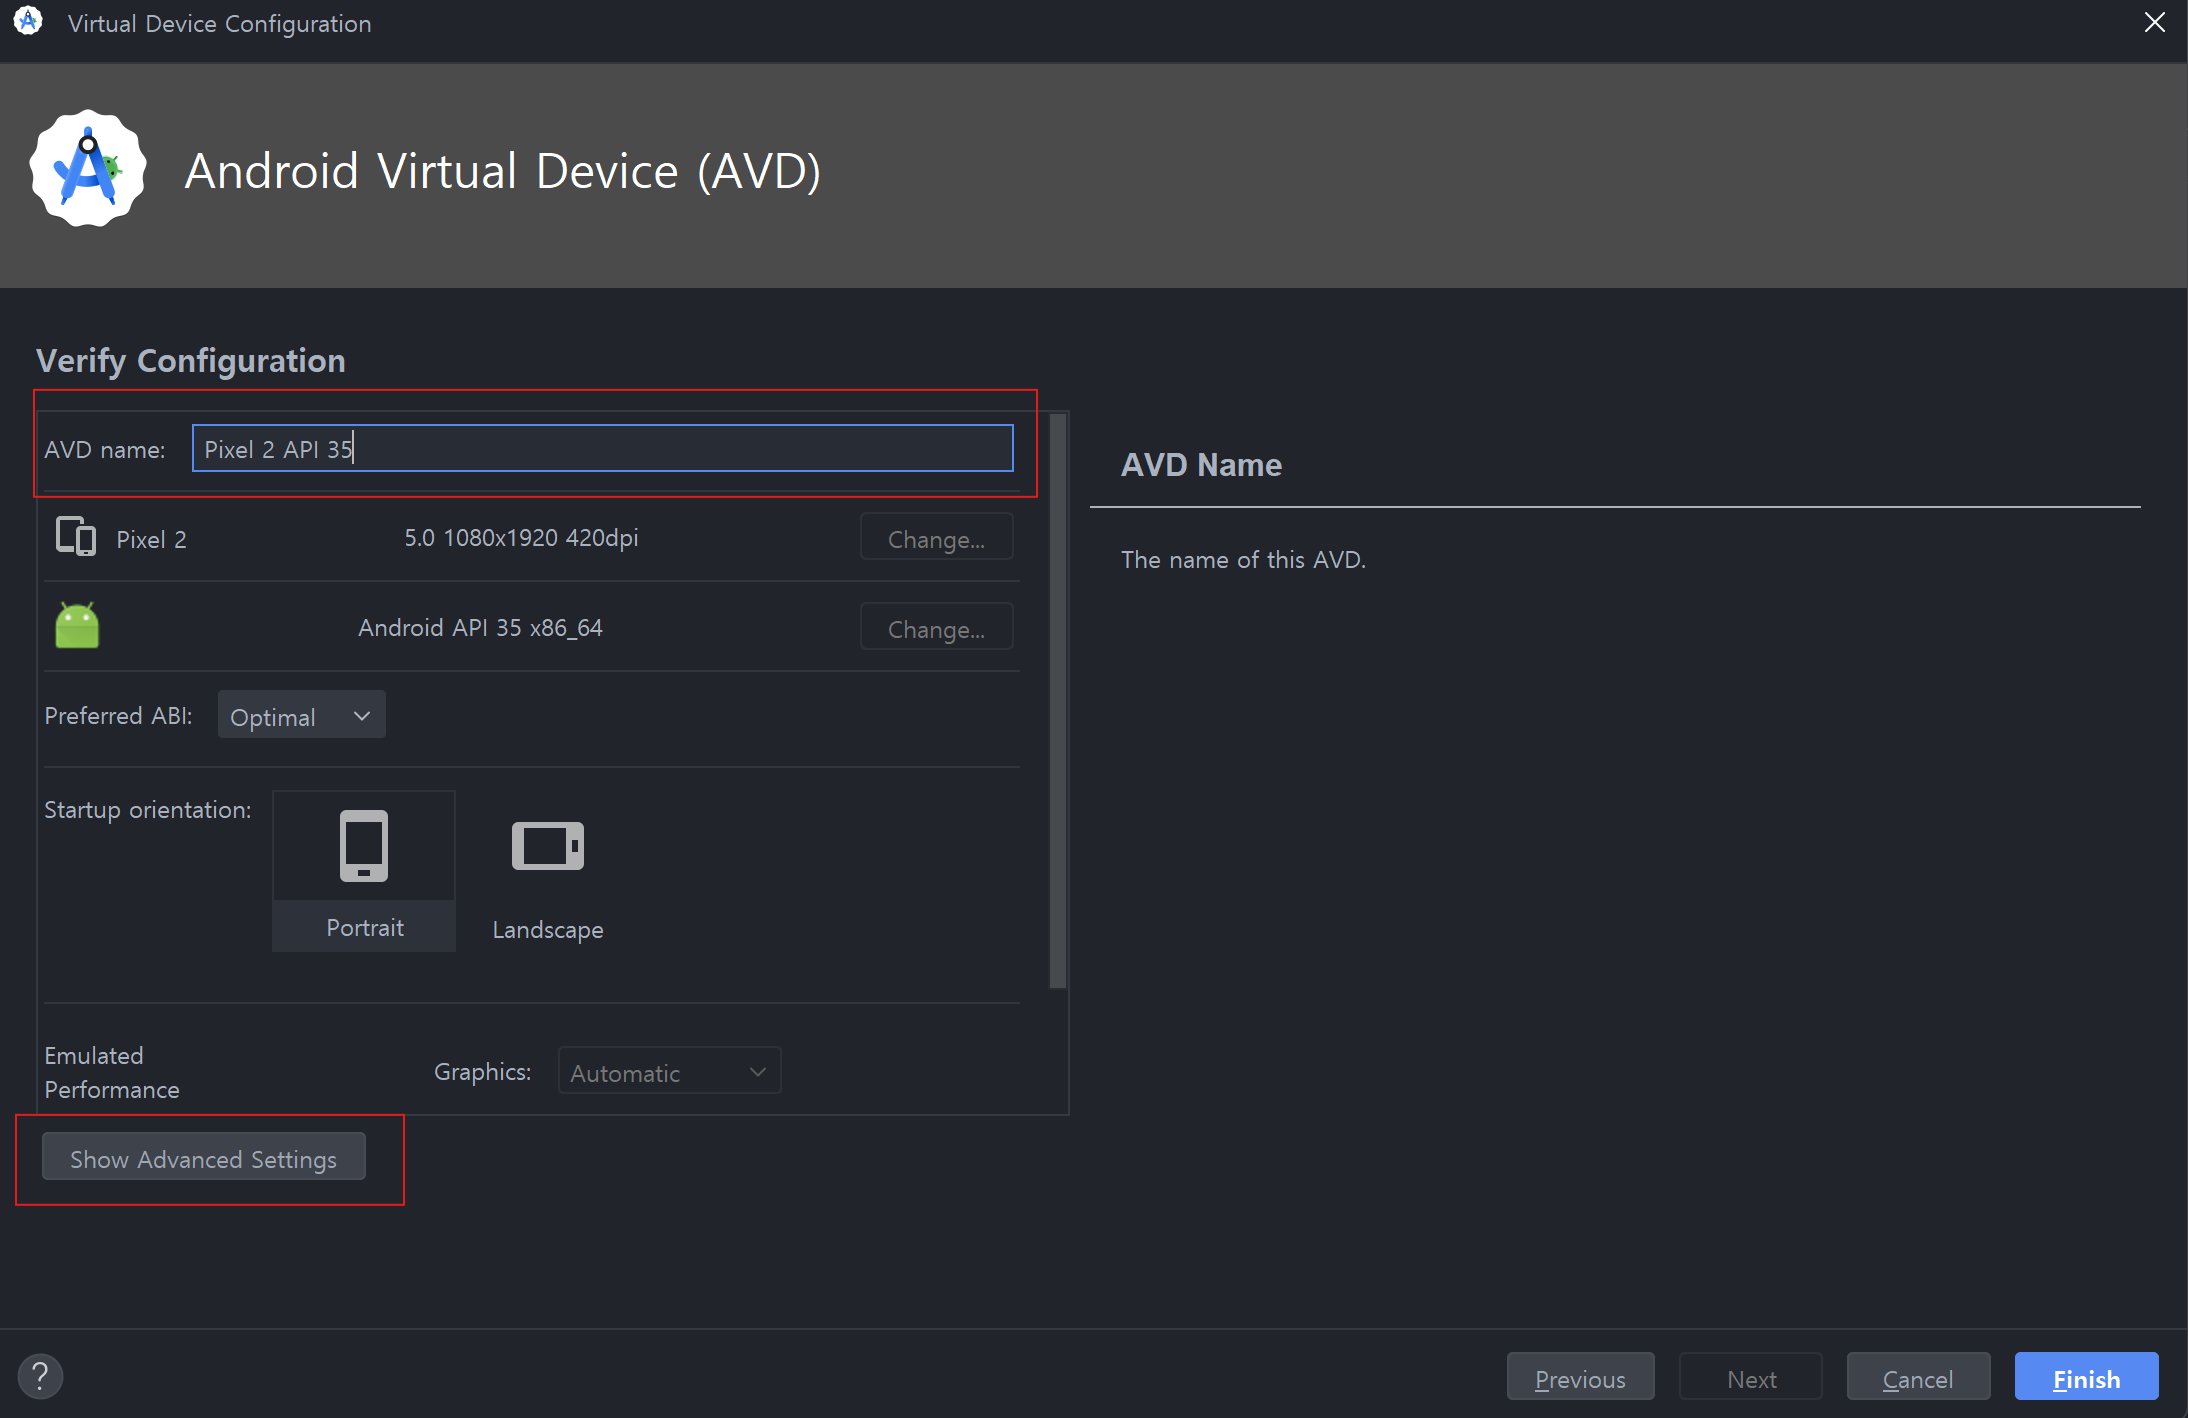 Virtual Device Configuration
Android Virtual Device (AVD)
Verify Configuration
AVD name: Pixel 2 API 35
Pixel 2 5.0 1080x1920 420dpi Change...
Android API 35 x86_64 Change...
Preferred ABI: Optimal
Startup orientation:
Portrait Landscape
Emulated
Performance
Graphics: Automatic
Show Advanced Settings
AVD Name
The name of this AVD.
? Previous Next Cancel Finish